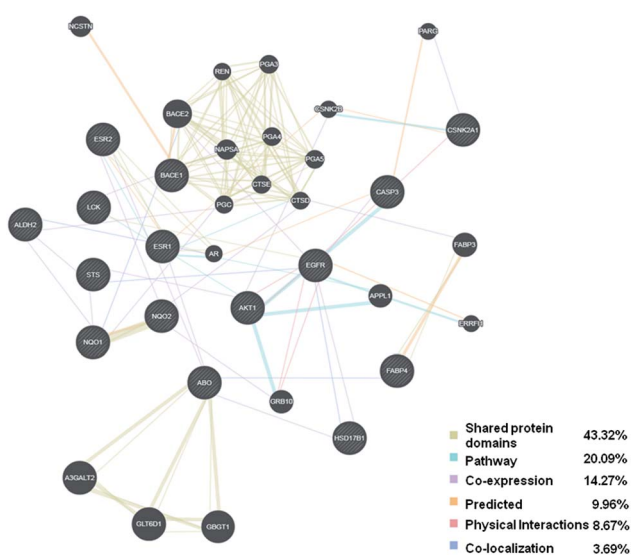 NCSTN
PARG
REN
PGA3
BACE2
CSNK2B
CSNK2A1
ESR2
PGA4
NAPSA
PGA5
BACE1
CTSE
CASP3
PGC
CTSD
LCK
ALDH2
ESR1
AR
FABP3
EGFR
STS
APPL1
AKT1
NQO2
ERRFI1
NQO1
FABP4
ABO
GRB10
HSD17B1
A3GALT2
GLT6D1
GBGT1
Shared protein
domains 43.32%
Pathway 20.09%
Co-expression 14.27%
Predicted 9.96%
Physical Interactions 8.67%
Co-localization 3.69%